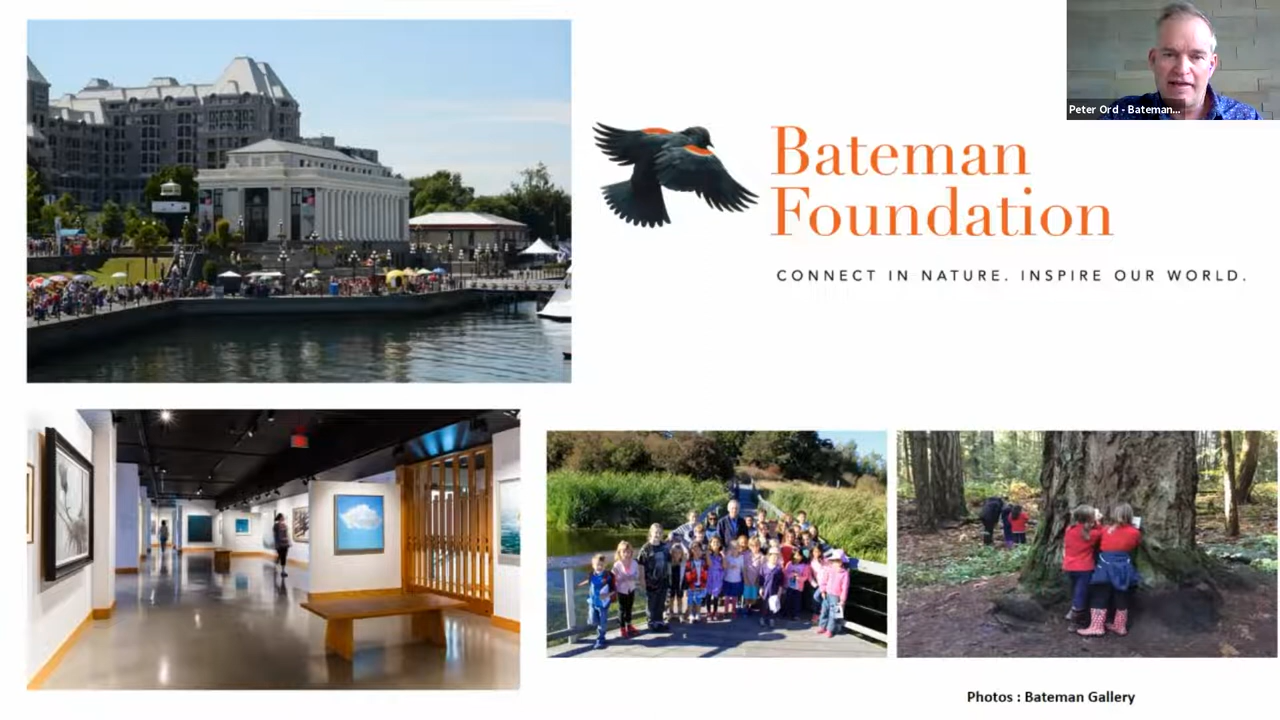 Peter Ord - Bateman...
Bateman
Foundation
CONNECT IN NATURE. INSPIRE OUR WORLD.
Photos : Bateman Gallery